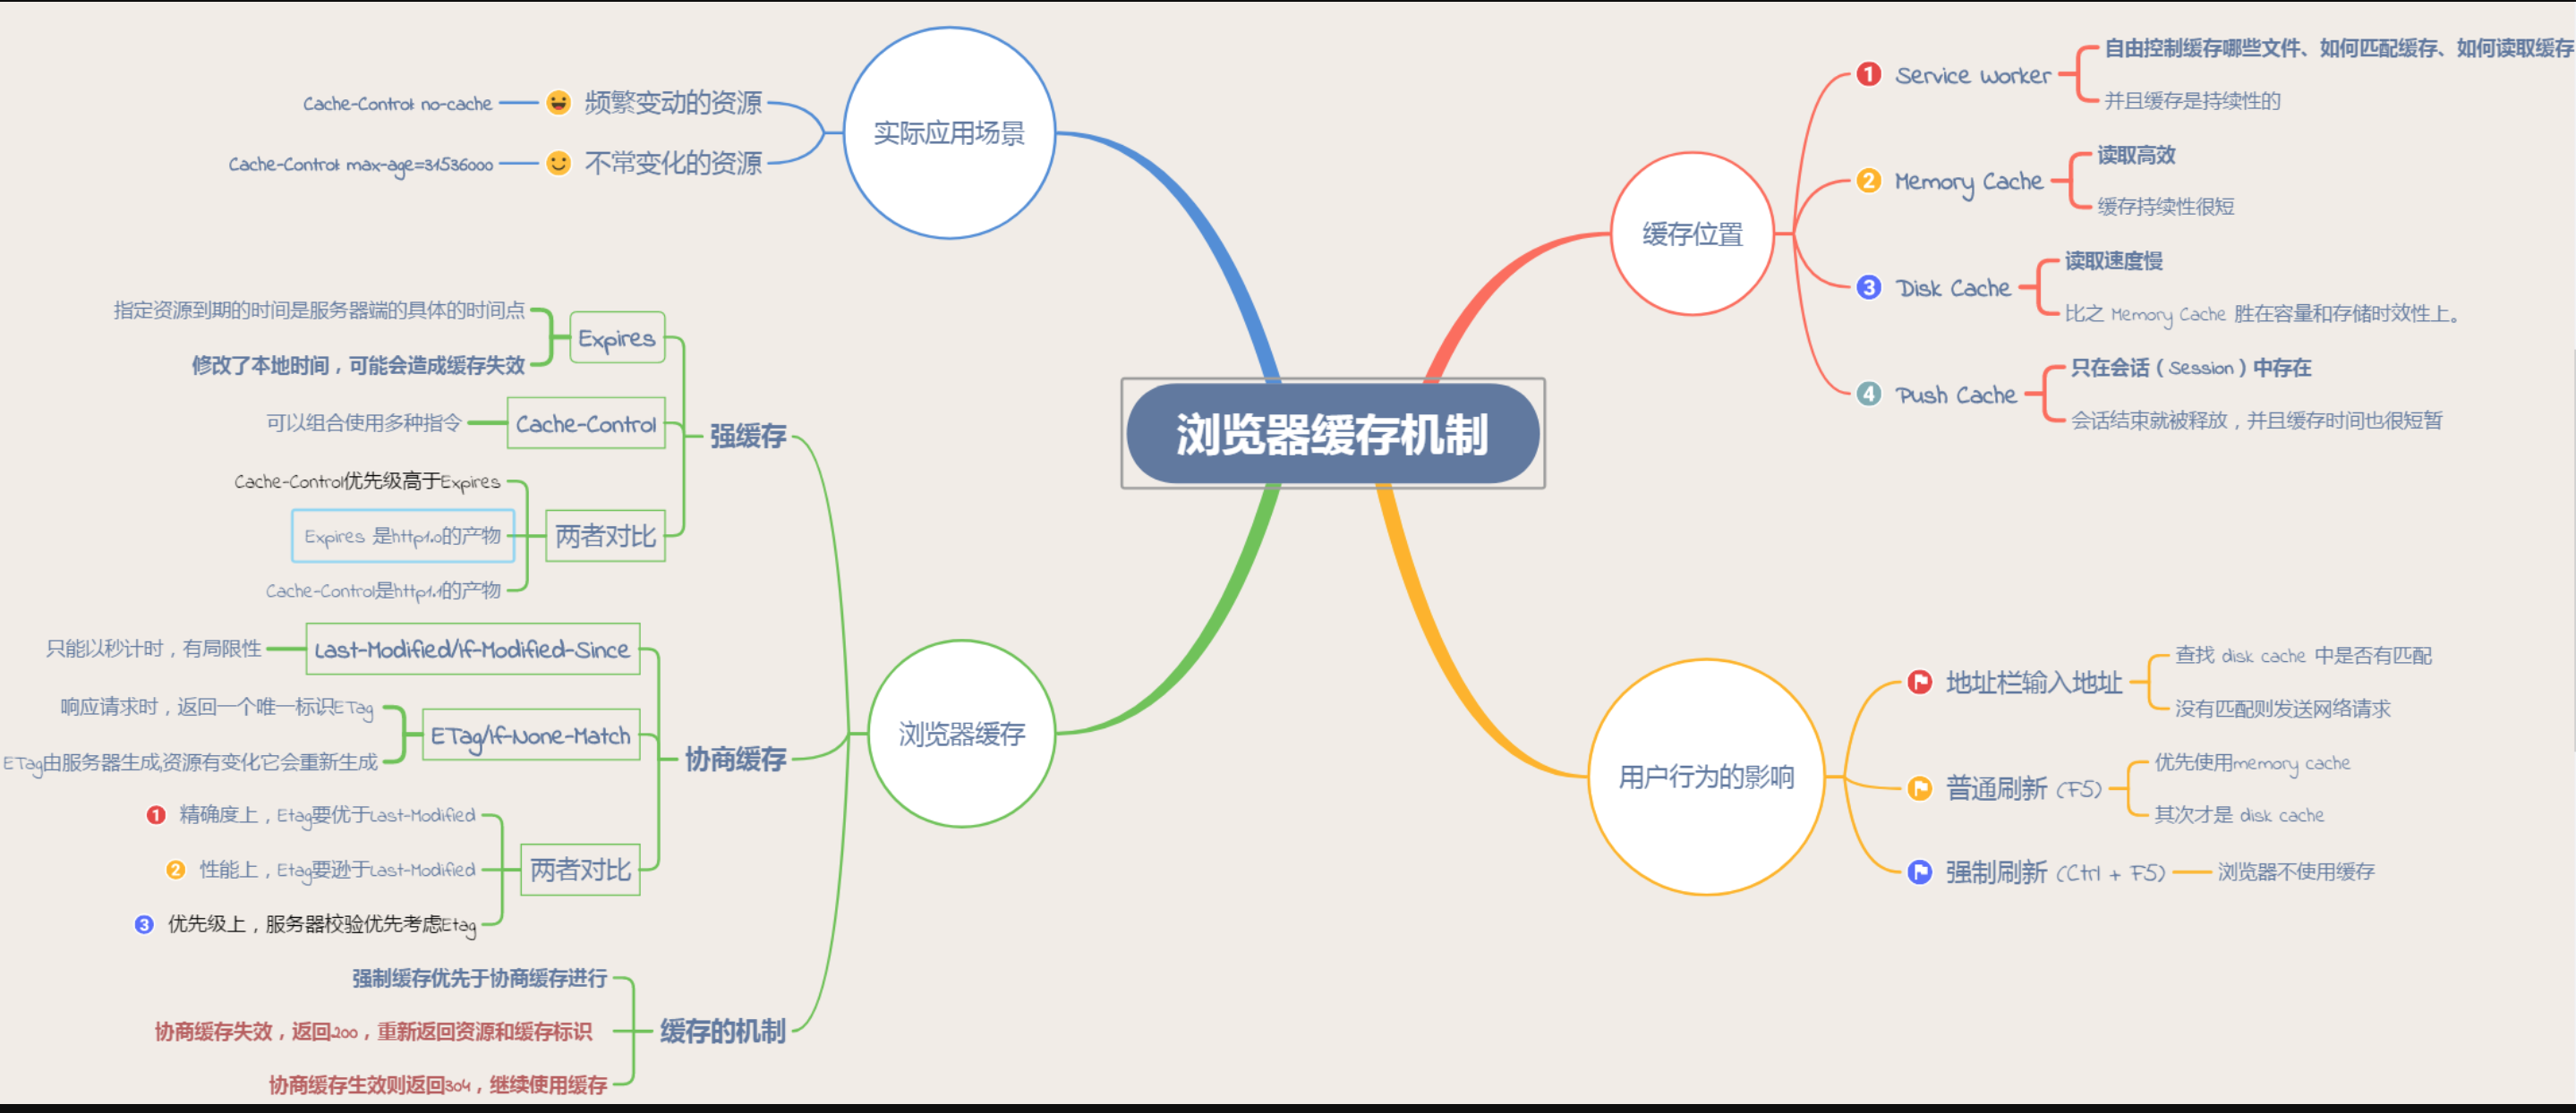 浏览器缓存机制
实际应用场景
频繁变动的资源
Cache-Control: no-cache
不常变化的资源
Cache-Control: max-age=31536000
缓存位置
1 Service Worker
自由控制缓存哪些文件、如何匹配缓存、如何读取缓存
并且缓存是持续性的
2 Memory Cache
读取高效
缓存持续性很短
3 Disk Cache
读取速度慢
比之 Memory Cache 胜在容量和存储时效性上。
4 Push Cache
只在会话（Session）中存在
会话结束就被释放，并且缓存时间也很短暂
浏览器缓存
强缓存
Expires
指定资源到期的时间是服务器端的具体的时间点
修改了本地时间，可能会造成缓存失效
Cache-Control
可以组合使用多种指令
两者对比
Cache-Control优先级高于Expires
Expires 是http1.0的产物
Cache-Control是http1.1的产物
协商缓存
Last-Modified/If-Modified-Since
只能以秒计时，有局限性
ETag/If-None-Match
响应请求时，返回一个唯一标识ETag
ETag由服务器生成,资源有变化它会重新生成
两者对比
1 精确度上，Etag要优于Last-Modified
2 性能上，Etag要逊于Last-Modified
3 优先级上，服务器校验优先考虑Etag
缓存的机制
强制缓存优先于协商缓存进行
协商缓存失效，返回200，重新返回资源和缓存标识
协商缓存生效则返回304，继续使用缓存
用户行为的影响
地址栏输入地址
查找 disk cache 中是否有匹配
没有匹配则发送网络请求
普通刷新 (F5)
优先使用memory cache
其次才是 disk cache
强制刷新 (Ctrl + F5)
浏览器不使用缓存